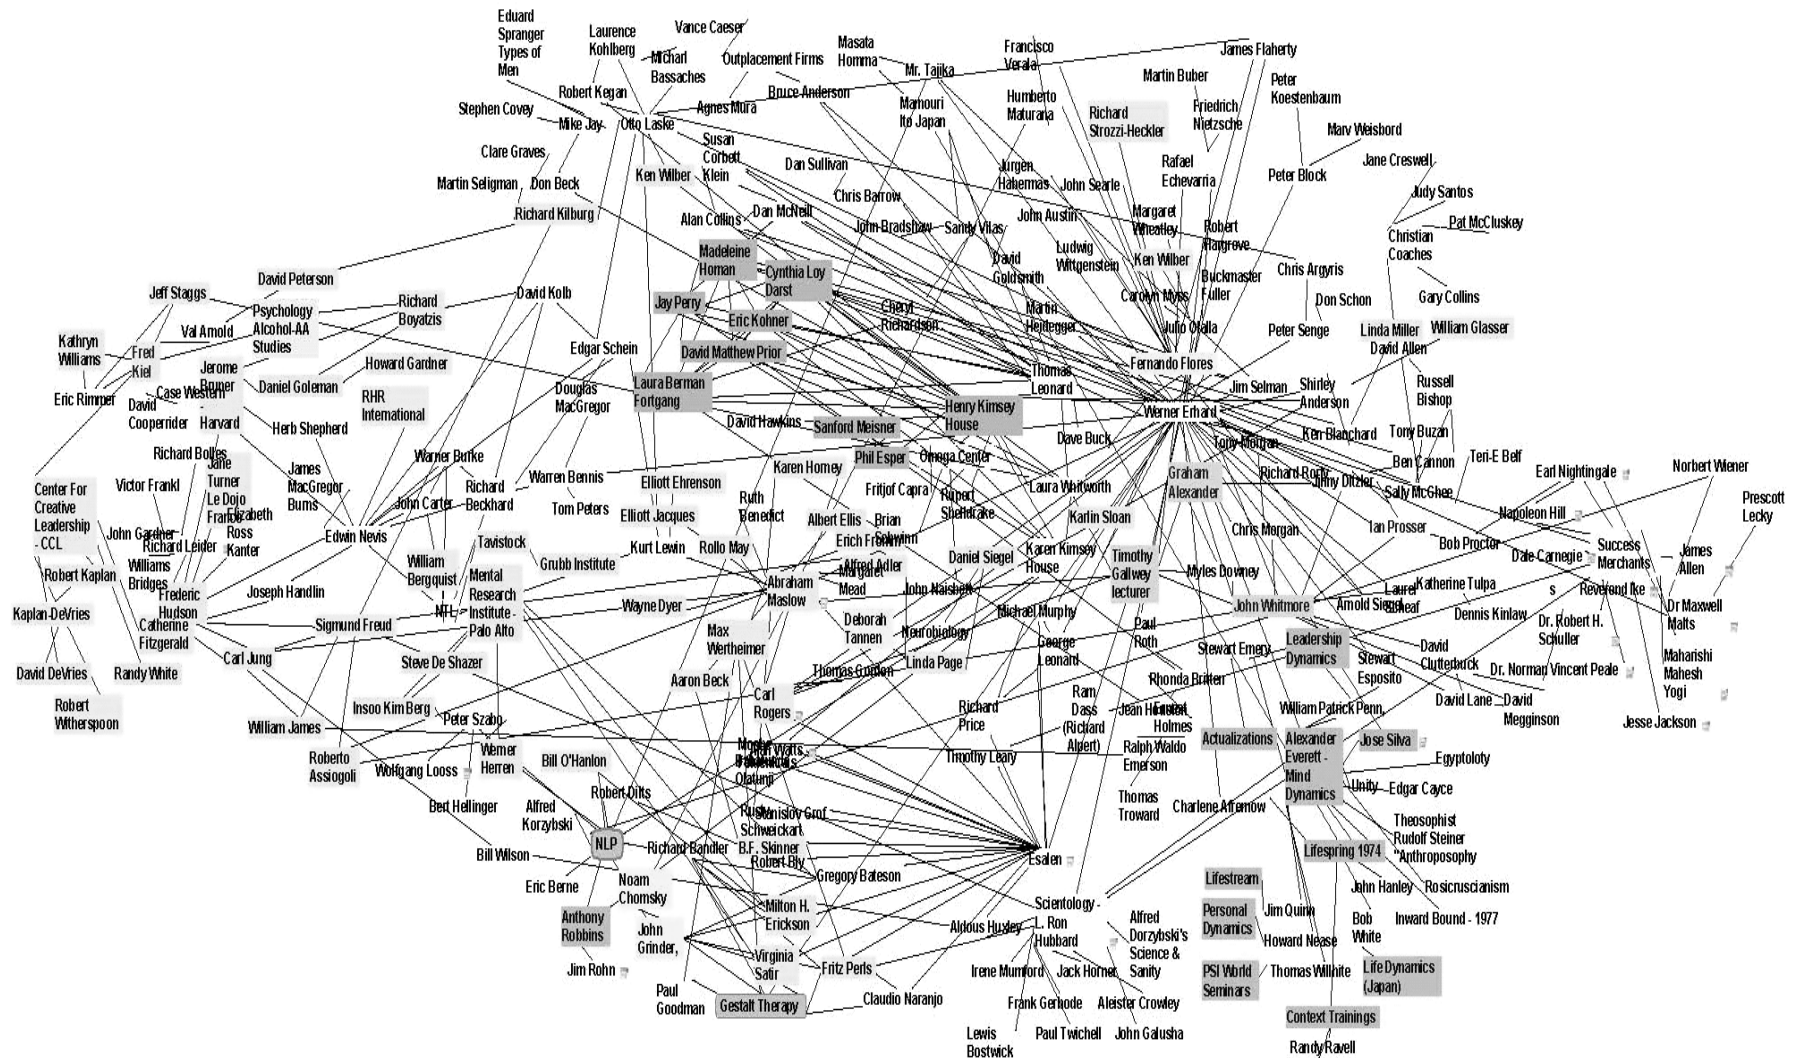 Eduard
Spranger
Types of
Men
Laurence
Kohlberg
Vance Caeser
Micharl
Bassaches
Outplacement Firms
Masata
Homma
Mr. Tajika
Francisco
Verala
James Flaherty
Martin Buber
Peter
Koestenbaum
Robert Kegan
Stephen Covey
Mike Jay
Otto Laske
Agnes Mura
Bruce Anderson
Mamouri
Ito Japan
Humberto
Maturana
Richard
Strozzi-Heckler
Friedrich
Nietzsche
Marv Weisbord
Clare Graves
Susan
Corbett
Klein
Ken Wilber
Dan Sullivan
Jurgen
Habermas
John Searle
Rafael
Echevarria
Peter Block
Jane Creswell
Martin Seligman
Don Beck
Chris Barrow
Judy Santos
Richard Kilburg
Alan Collins
Dan McNeill
John Bradshaw
Sandy Vilas
John Austin
Margaret
Wheatley
Robert
Hargrove
Pat McCluskey
Christian
Coaches
Madeleine
Homan
Cynthia Loy
Darst
David
Goldsmith
Ludwig
Wittgenstein
Ken Wilber
Buckmaster
Fuller
Chris Argyris
David Peterson
Jeff Staggs
Psychology
Alcohol-AA
Studies
Richard
Boyatzis
David Kolb
Jay Perry
Eric Kohner
Cheryl
Richardson
Martin
Heidegger
Carolyn Myss
Julio Olalla
Don Schon
Gary Collins
Val Arnold
Peter Senge
Linda Miller
William Glasser
David Allen
Kathryn
Williams
Fred
Kiel
Edgar Schein
David Matthew Prior
Fernando Flores
Jerome
Bruner
Howard Gardner
Daniel Goleman
Laura Berman
Fortgang
Thomas
Leonard
Jim Selman
Shirley
Anderson
Russell
Bishop
Eric Rimmer
David
Cooperrider
Case Western
Harvard
RHR
International
Douglas
MacGregor
Henry Kimsey
House
Werner Erhard
Herb Shepherd
David Hawkins
Sanford Meisner
Dave Buck
Tony Morgan
Ken Blanchard
Tony Buzan
Richard Bolles
Jane
Turner
Le Dojo
France
Warner Burke
Phil Esper
Omega Center
Ben Cannon
Teri-E Belf
Victor Frankl
James
MacGregor
Burns
Richard
Beckhard
Warren Bennis
Karen Horney
Graham
Alexander
Richard Rorty
Jinny Ditzler
Earl Nightingale
Norbert Wiener
Center For
Creative
Leadership
- CCL
John Carter
Tom Peters
Elliott Ehrenson
Ruth
Benedict
Fritjof Capra
Rupert
Sheldrake
Laura Whitworth
Sally McGhee
Prescott
Lecky
Napoleon Hill
John Gardner
Elizabeth
Ross
Kanter
Elliott Jacques
Albert Ellis
Brian
Karlin Sloan
Chris Morgan
Ian Prosser
Richard Leider
Edwin Nevis
Tavistock
Kurt Lewin
Rollo May
Daniel Siegel
Karen Kimsey
House
Bob Proctor
Dale Carnegie
Success
Merchants
James
Allen
Williams
Bridges
William
Bergquist
Mental
Research
Institute -
Palo Alto
Grubb Institute
Abraham
Maslow
Alfred Adler
Margaret
Mead
Timothy
Gallwey
lecturer
Myles Downey
Robert Kaplan
Frederic
Hudson
Joseph Handlin
John Naisbett
Laurel
Katherine Tulpa
s
Reverend Ike
Kaplan-DeVries
NTL
Wayne Dyer
Michael Murphy
John Whitmore
Arnold Siegel
Dennis Kinlaw
Dr Maxwell
Malts
Catherine
Fitzgerald
Sigmund Freud
Max
Wertheimer
Deborah
Tannen
Neurobiology
George
Leonard
Paul
Roth
Leadership
Dynamics
Dr. Robert H.
Schuller
Carl Jung
Steve De Shazer
Linda Page
Stewart Emery
David
Clutterbuck
Maharishi
Mahesh
Yogi
David DeVries
Randy White
Aaron Beck
Thomas Gordon
Rhonda Britten
Stewart
Esposito
Dr. Norman Vincent Peale
Robert
Witherspoon
Insoo Kim Berg
Carl
Rogers
Richard
Price
Ram
Dass
(Richard
Alpert)
Jean Houston
Ernest
Holmes
William Patrick Penn,
David Lane
David
Megginson
Jesse Jackson
William James
Peter Szabo
Actualizations
Alexander
Everett -
Mind
Dynamics
Jose Silva
Roberto
Assiogoli
Wolfgang Looss
Werner
Herren
Bill O'Hanlon
Alan Watts
Olatunji
Timothy Leary
Ralph Waldo
Emerson
Egyptoloty
Bert Hellinger
Robert Dilts
Unity
Edgar Cayce
Alfred
Korzybski
Stanislov Grof
Rusty
Schweickart
Thomas
Troward
Charlene Afremow
Theosophist
Rudolf Steiner
"Anthroposophy
NLP
Richard Bandler
B.F. Skinner
Robert Bly
Esalen
Lifespring 1974
Bill Wilson
Eric Berne
Noam
Chomsky
Gregory Bateson
Lifestream
John Hanley
Rosicruscianism
Milton H.
Erickson
Scientology -
L. Ron
Hubbard
Personal
Dynamics
Jim Quinn
Bob
White
Inward Bound - 1977
Anthony
Robbins
John
Grinder,
Aldous Huxley
Alfred
Dorzybski's
Science &
Sanity
Howard Nease
Jim Rohn
Virginia
Satir
Fritz Perls
Irene Mumford
Jack Horner
PSI World
Seminars
Thomas Willhite
Life Dynamics
(Japan)
Paul
Goodman
Gestalt Therapy
Claudio Naranjo
Frank Gerhode
Aleister Crowley
Context Trainings
Lewis
Bostwick
Paul Twichell
John Galusha
Randy Ravell